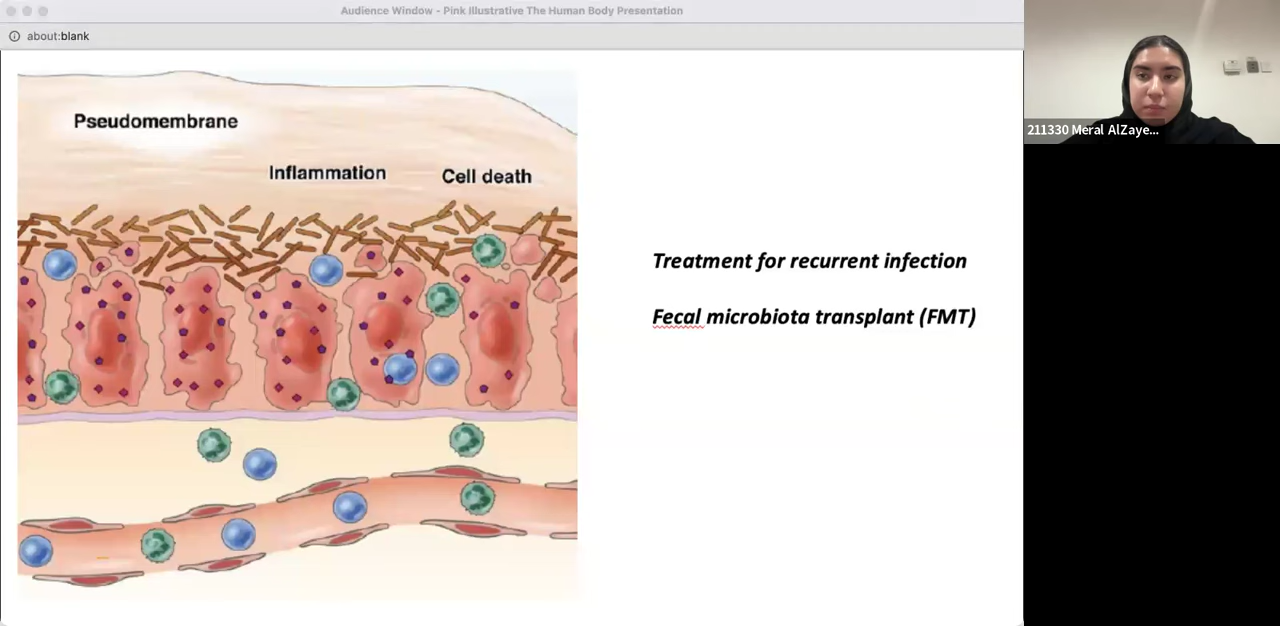 Audience Window - Pink Illustrative The Human Body Presentation
about:blank
Pseudomembrane
Inflammation
Cell death
Treatment for recurrent infection
Fecal microbiota transplant (FMT)
211330 Meral AlZaye...